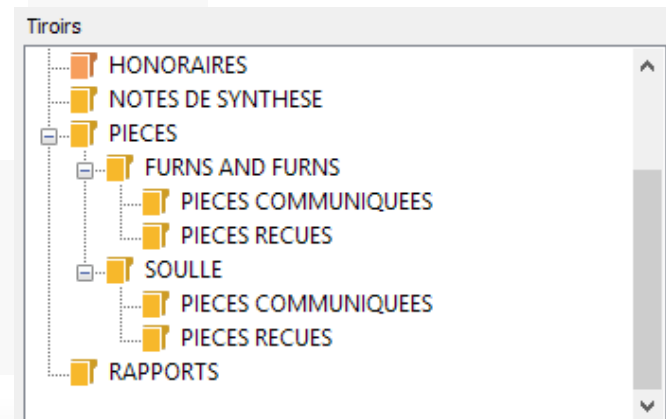 Tiroirs
HONORAIRES
NOTES DE SYNTHESE
PIECES
FURNS AND FURNS
PIECES COMMUNIQUEES
PIECES RECUES
SOULLE
PIECES COMMUNIQUEES
PIECES RECUES
RAPPORTS